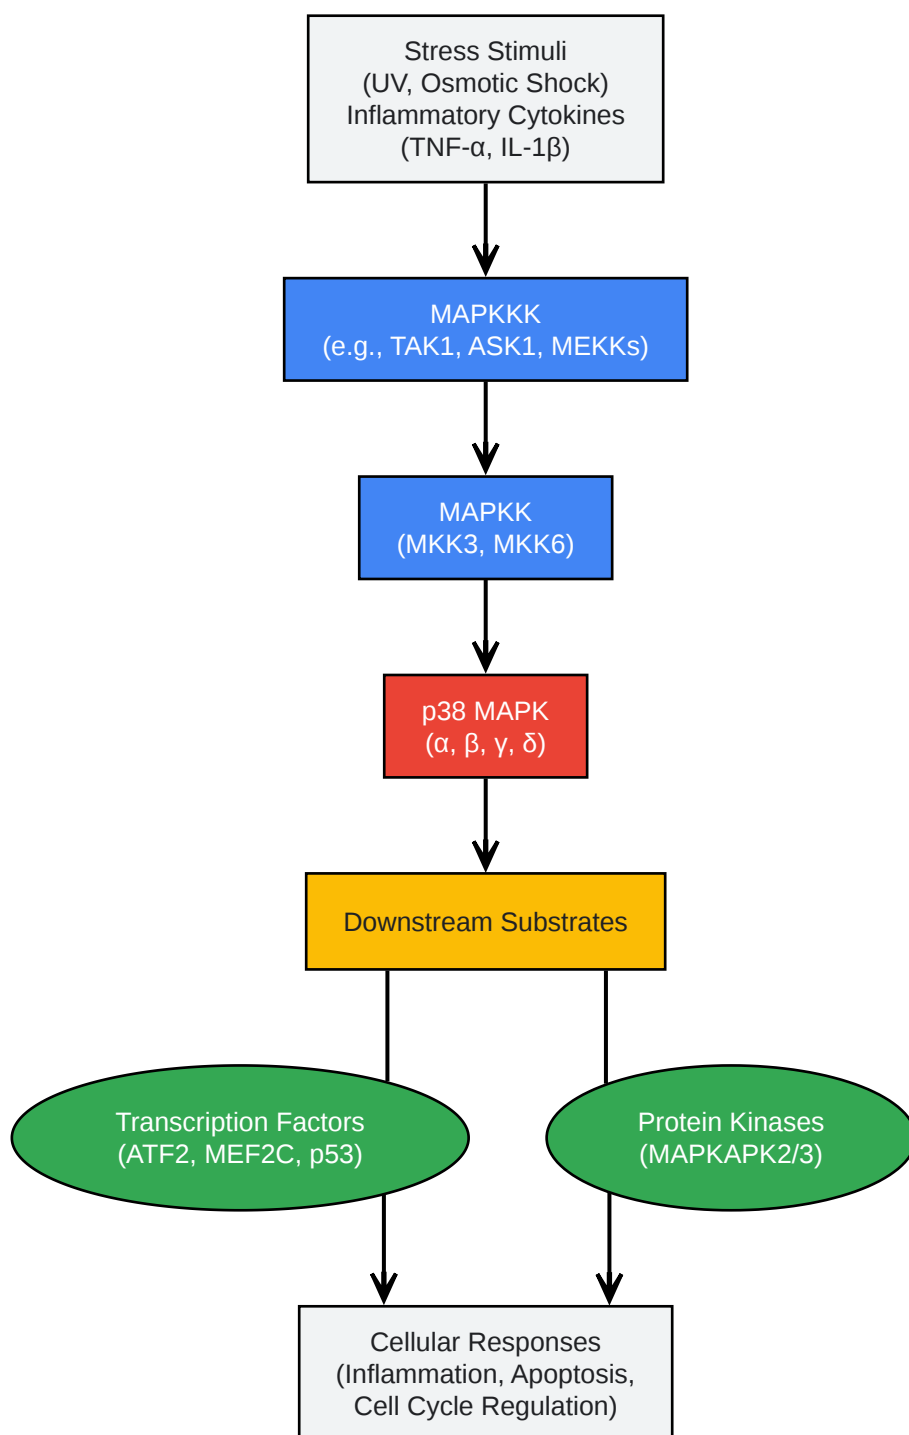 Stress Stimuli
(UV, Osmotic Shock)
Inflammatory Cytokines
(TNF-α, IL-1β)
MAPKKK
(e.g., TAK1, ASK1, MEKKs)
MAPKK
(MKK3, MKK6)
p38 MAPK
(α, β, γ, δ)
Downstream Substrates
Transcription Factors
(ATF2, MEF2C, p53)
Protein Kinases
(MAPKAPK2/3)
Cellular Responses
(Inflammation, Apoptosis,
Cell Cycle Regulation)